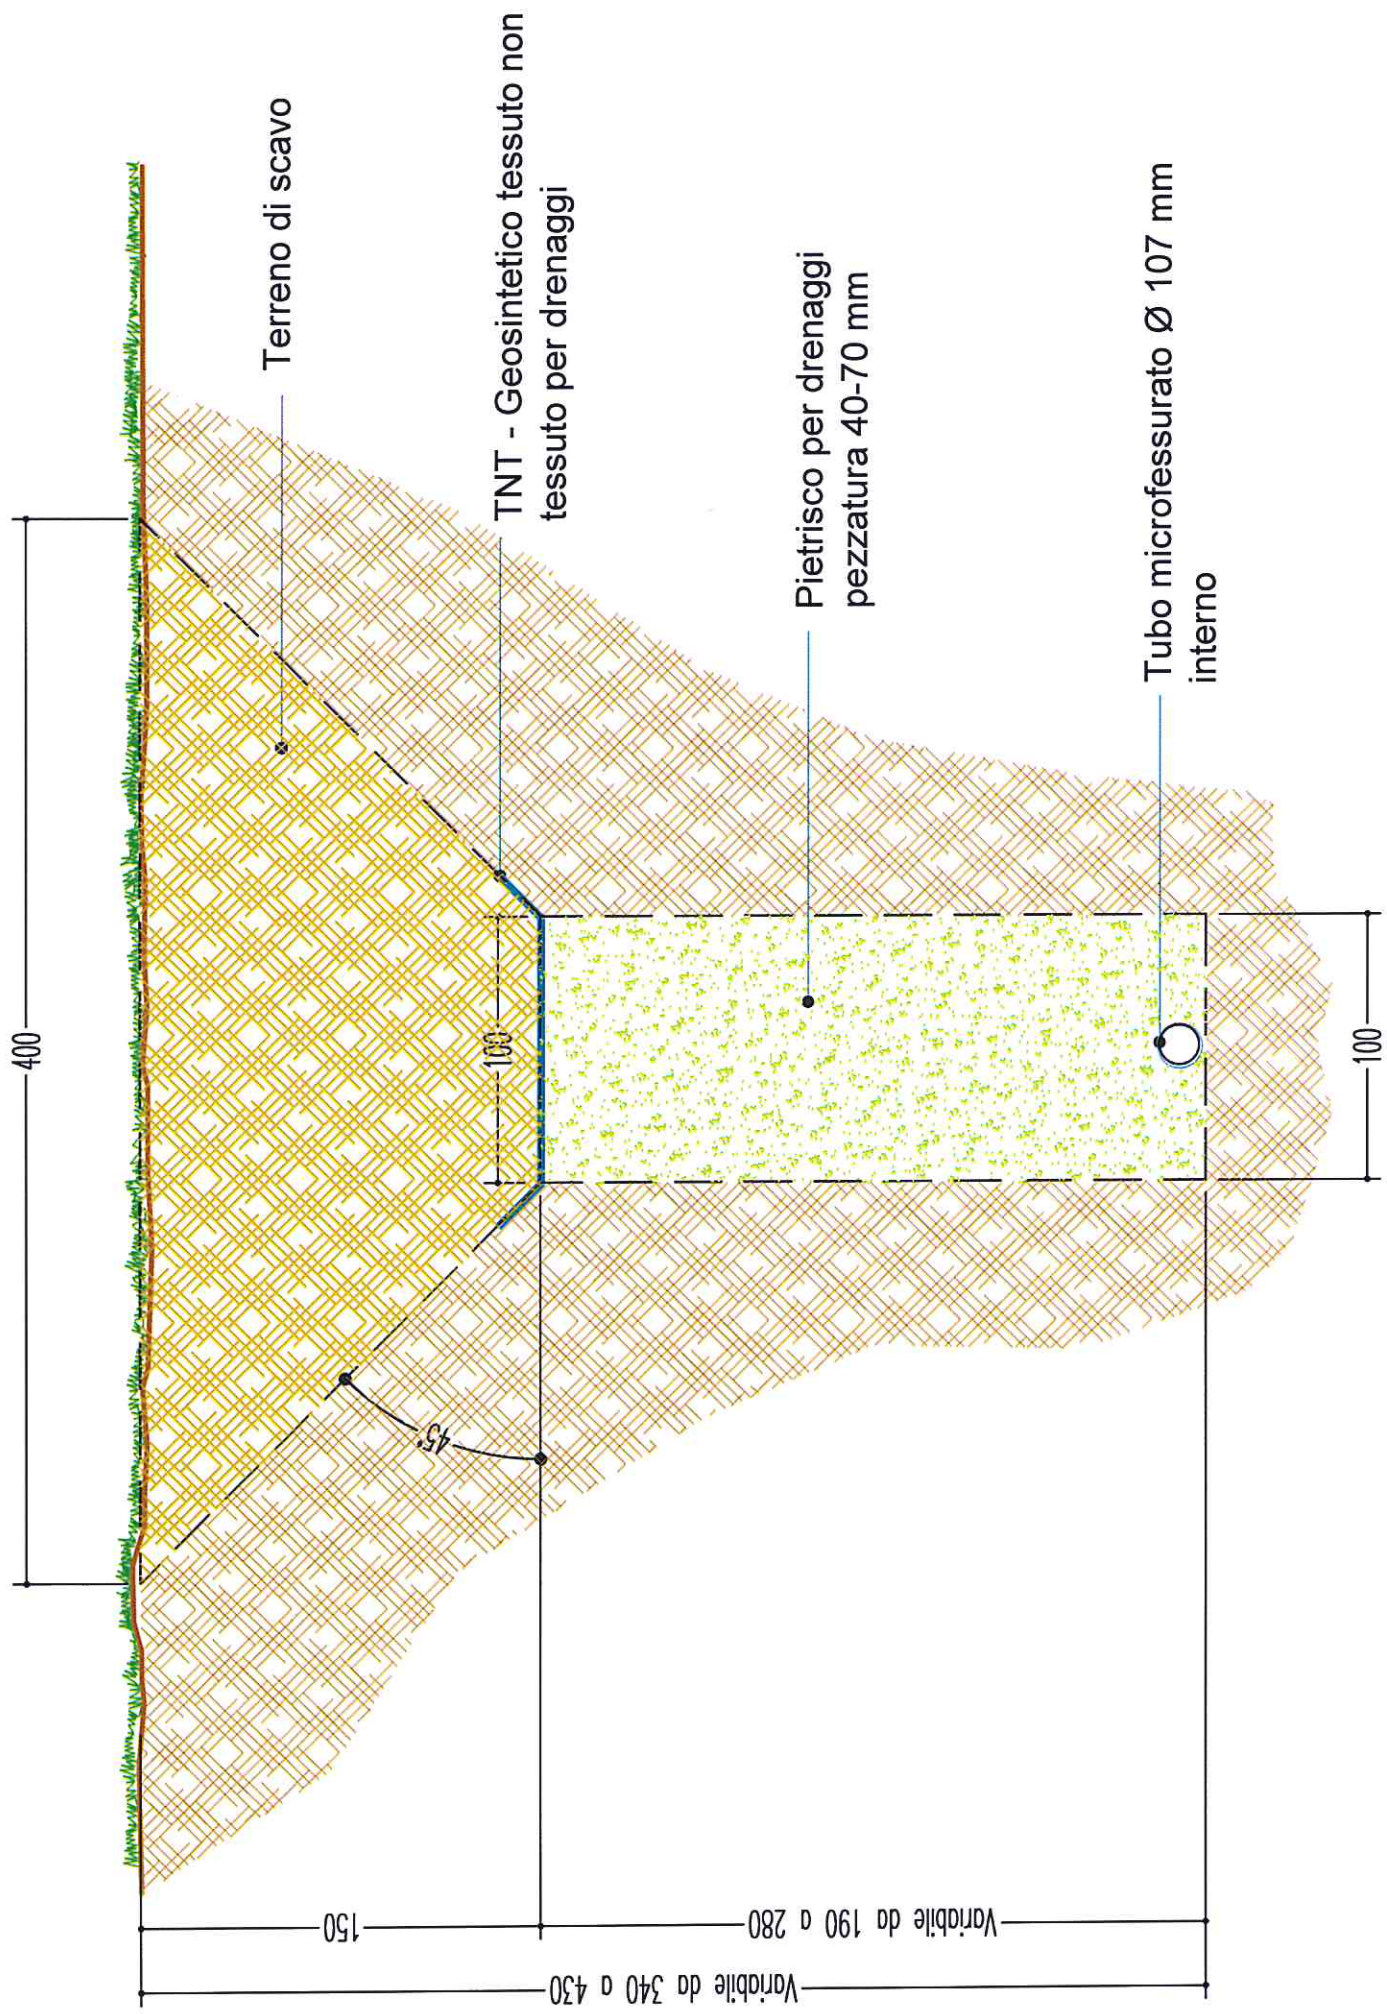 400
Terreno di scavo
TNT - Geosintetico tessuto non
tessuto per drenaggi
100
45°
150
Pietrisco per drenaggi
pezzatura 40-70 mm
Variabile da 190 a 280
Variabile da 340 a 430
Tubo microfessurato Ø 107 mm
interno
100